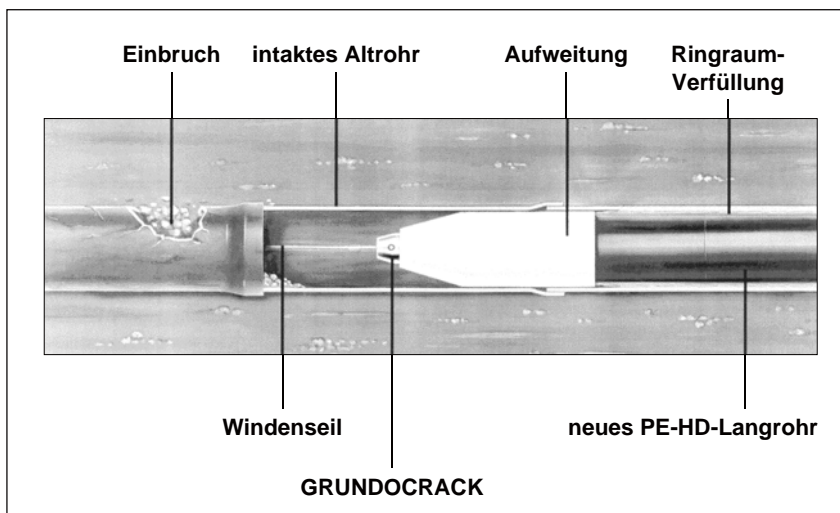 Einbruch
intaktes Altrohr
Aufweitung
Ringraum-
Verfüllung
Windenseil
neues PE-HD-Langrohr
GRUNDOCRACK